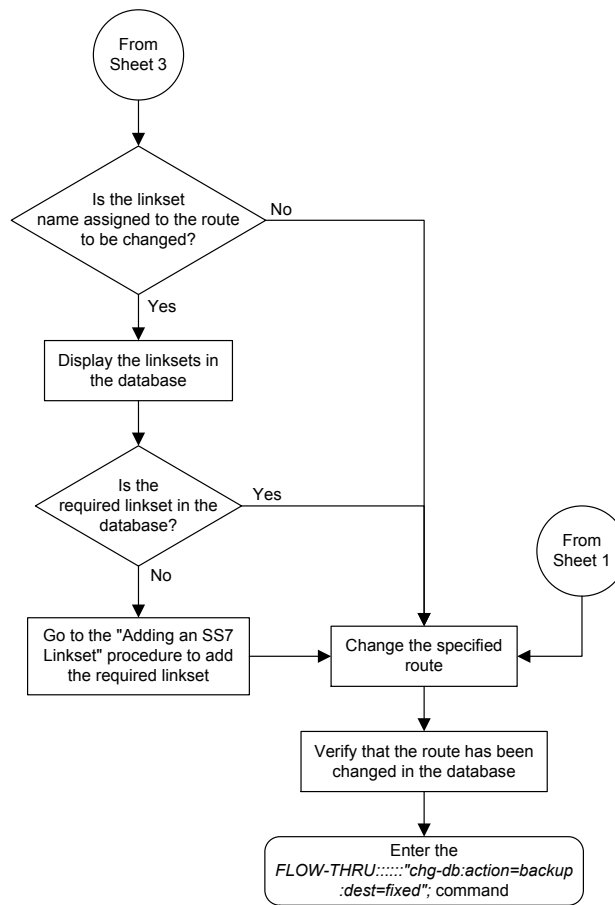 From
Sheet 3
Is the linkset
name assigned to the route
to be changed?
No
Yes
Display the linksets in
the database
Is the
required linkset in the
database?
Yes
No
From
Sheet 1
Go to the "Adding an SS7
Linkset" procedure to add
the required linkset
Change the specified
route
Verify that the route has been
changed in the database
Enter the
FLOW-THRU::::::"chg-db:action=backup
:dest=fixed"; command